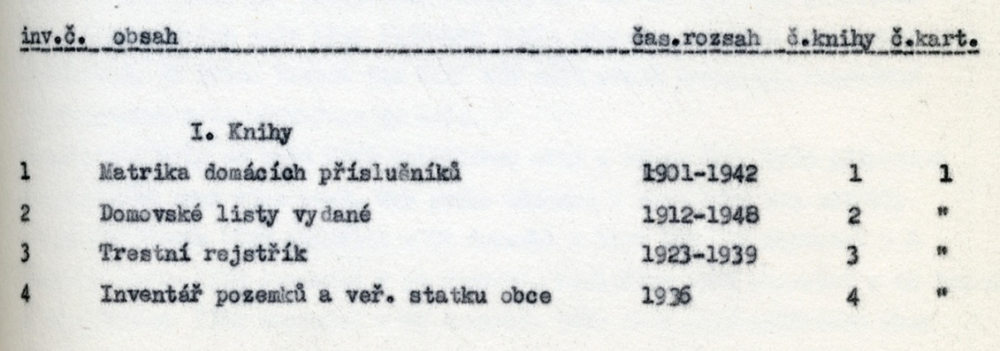 inv.č. obsah čas.rozsah č.knihy č.kart.
I. Knihy
1 Matrika domácích příslušníků 1901-1942 1 1
2 Domovské listy vydané 1912-1948 2 "
3 Trestní rejstřík 1923-1939 3 "
4 Inventář pozemků a veř. statku obce 1936 4 "